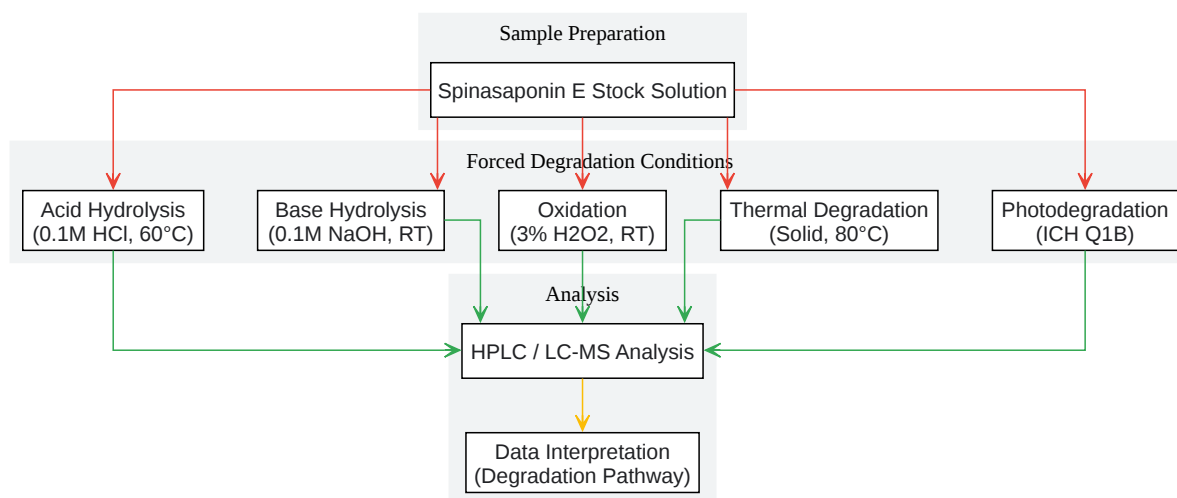 Sample Preparation
Spinasaponin E Stock Solution
Forced Degradation Conditions
Acid Hydrolysis
(0.1M HCl, 60°C)
Base Hydrolysis
(0.1M NaOH, RT)
Oxidation
(3% H2O2, RT)
Thermal Degradation
(Solid, 80°C)
Photodegradation
(ICH Q1B)
Analysis
HPLC / LC-MS Analysis
Data Interpretation
(Degradation Pathway)